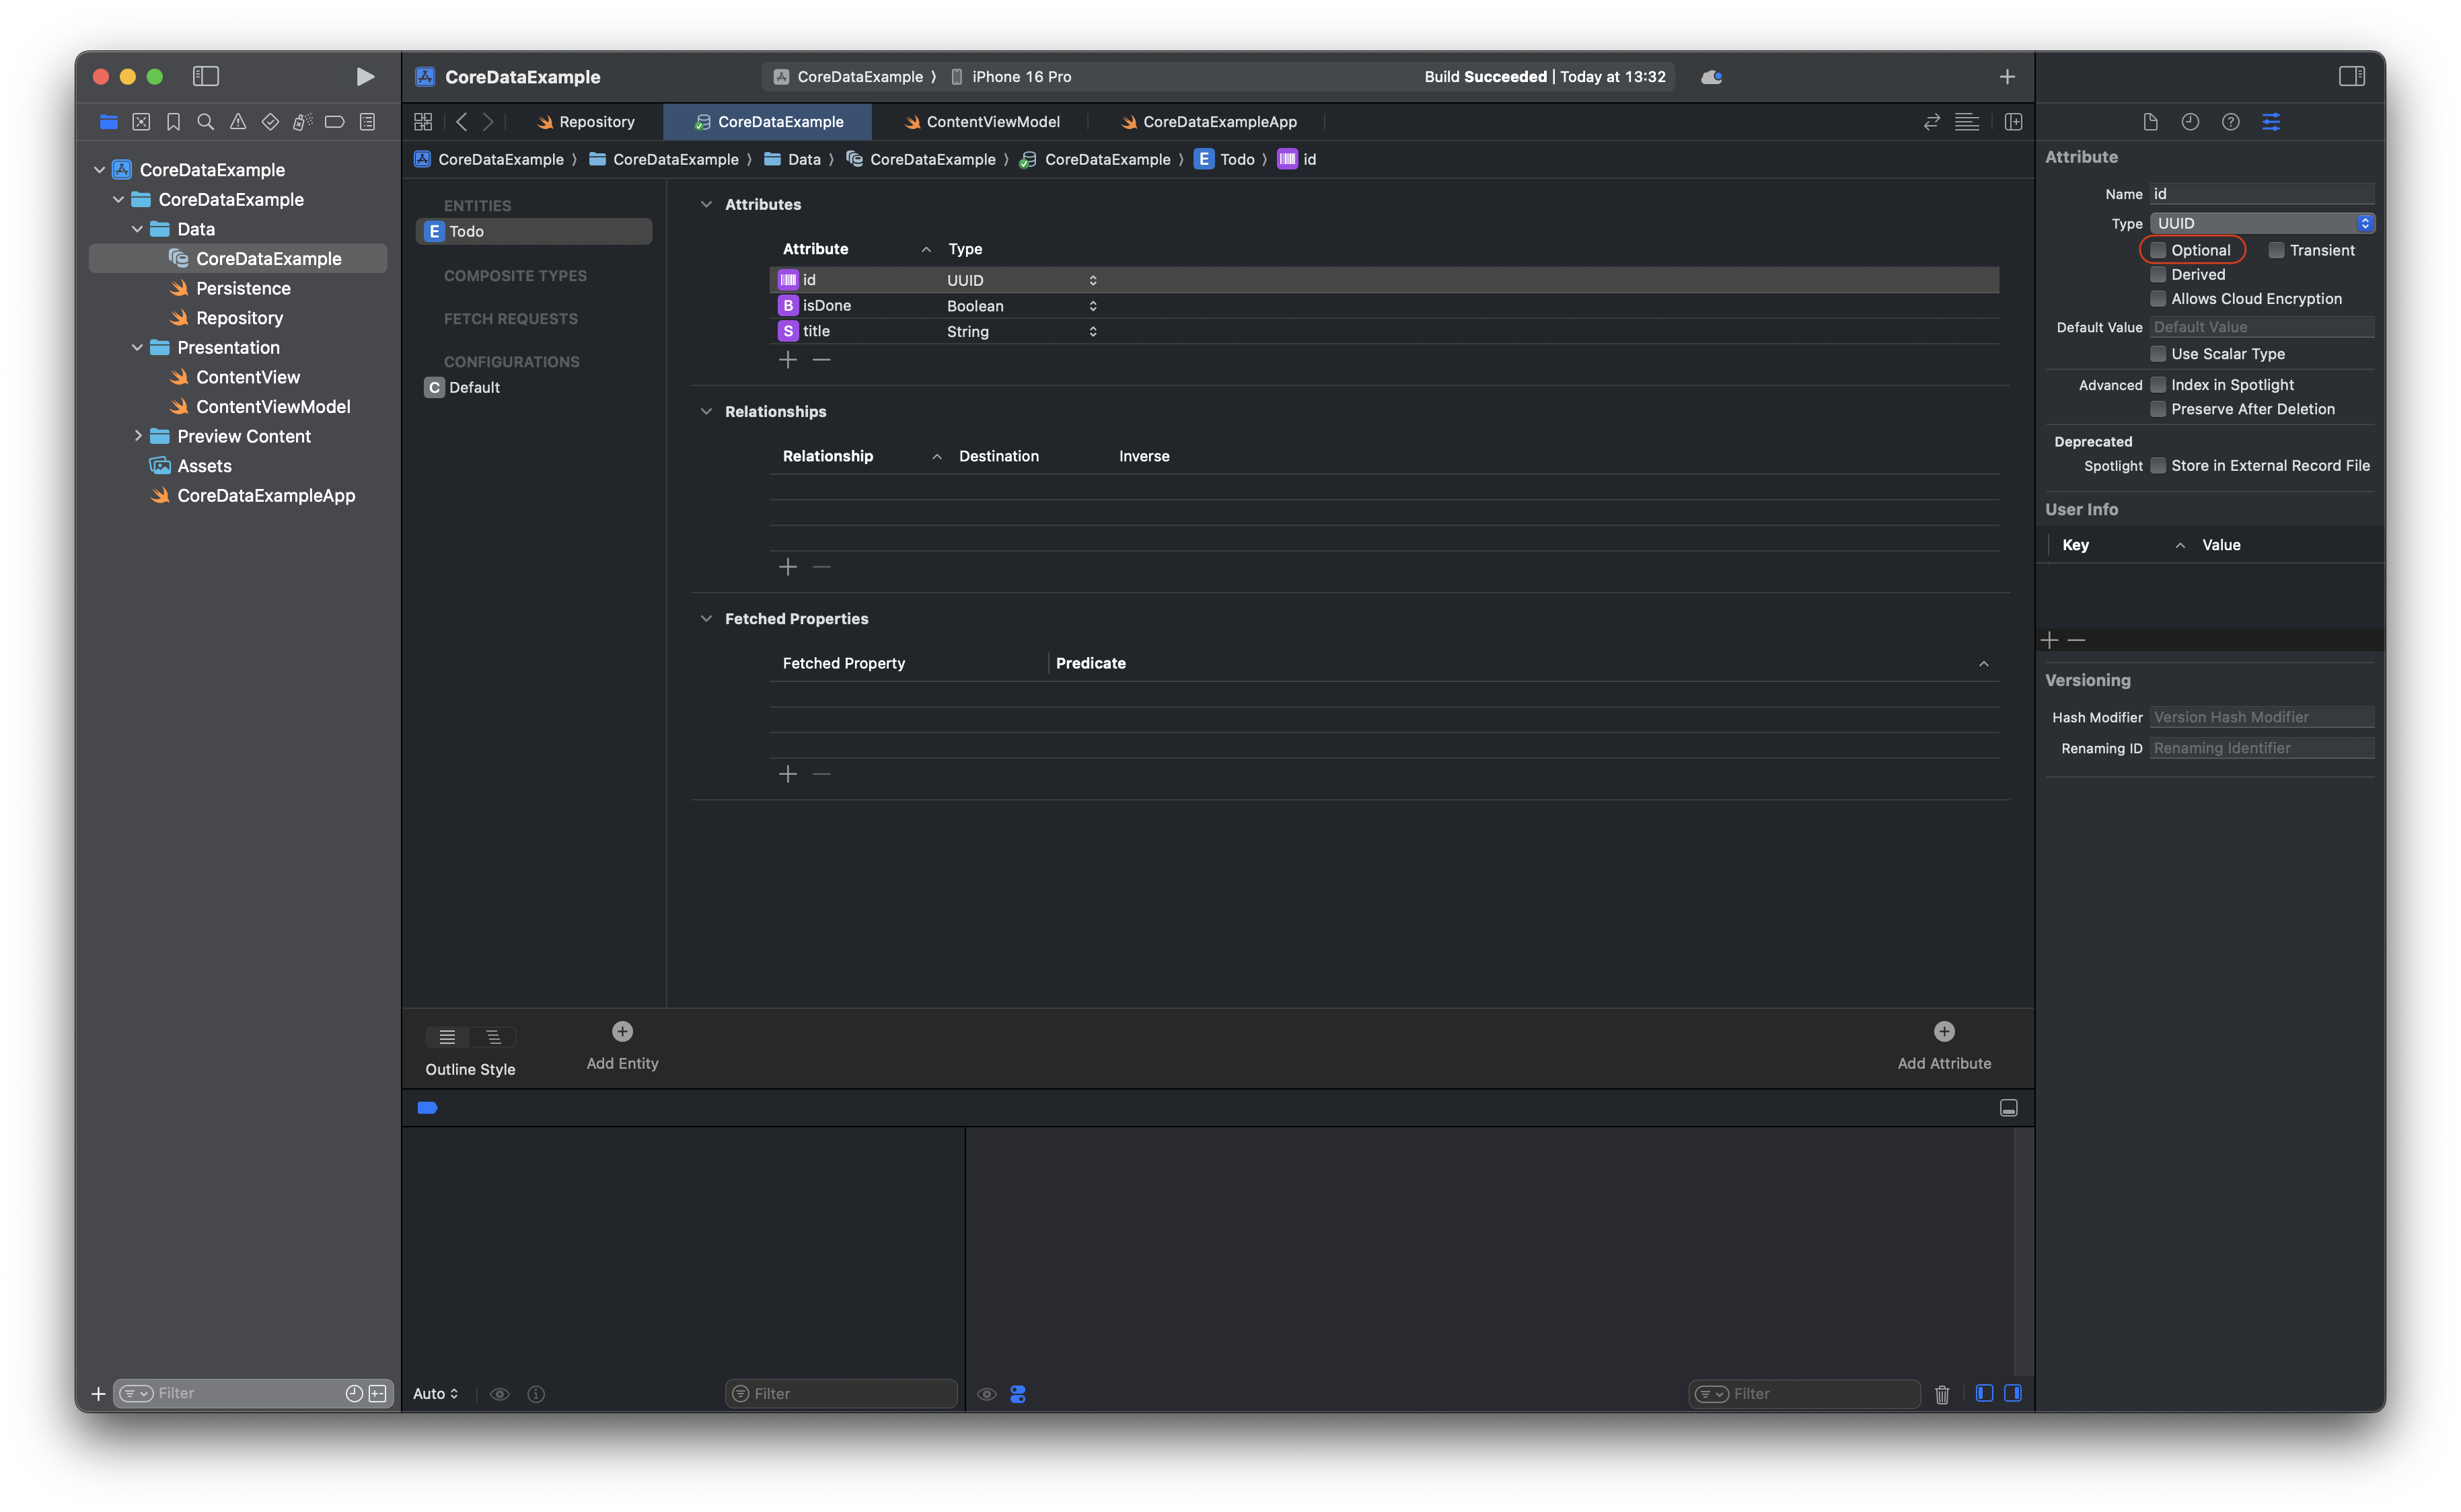 CoreDataExample
CoreDataExample
iPhone 16 Pro
Build Succeeded | Today at 13:32
Repository
CoreDataExample
ContentViewModel
CoreDataExampleApp
CoreDataExample
CoreDataExample
Data
CoreDataExample
Persistence
Repository
Presentation
ContentView
ContentViewModel
Preview Content
Assets
CoreDataExampleApp
Filter
CoreDataExample
CoreDataExample
Data
CoreDataExample
CoreDataExample
E Todo
id
ENTITIES
E Todo
COMPOSITE TYPES
FETCH REQUESTS
CONFIGURATIONS
C Default
Attributes
Attribute Type
id UUID
B isDone Boolean
S title String
Relationships
Relationship Destination Inverse
Fetched Properties
Fetched Property Predicate
Outline Style
Add Entity
Add Attribute
Auto
Filter
Filter
Attribute
Name id
Type UUID
Optional Transient
Derived
Allows Cloud Encryption
Default Value Default Value
Use Scalar Type
Advanced Index in Spotlight
Preserve After Deletion
Deprecated
Spotlight Store in External Record File
User Info
Key Value
Versioning
Hash Modifier Version Hash Modifier
Renaming ID Renaming Identifier